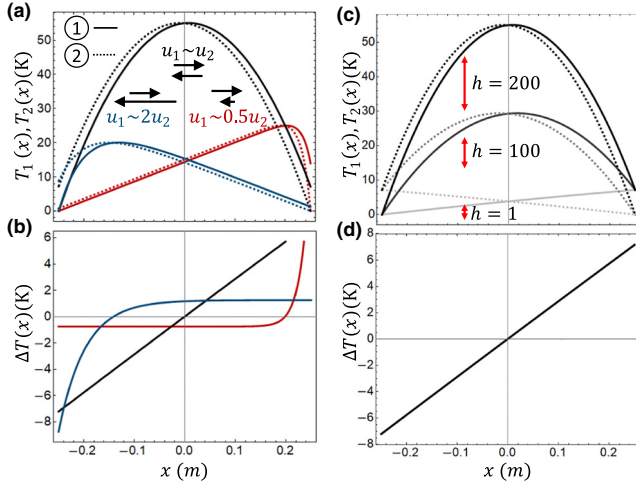 (a)
1
2
u₁~u₂
u₁~2u₂
u₁~0.5u₂
T₁(x), T₂(x)(K)
50
40
30
20
10
0
(b)
ΔT(x)(K)
6
4
2
0
−2
−4
−6
−8
−0.2 −0.1 0.0 0.1 0.2
x (m)
(c)
h = 200
h = 100
h = 1
T₁(x), T₂(x)(K)
50
40
30
20
10
0
(d)
ΔT(x)(K)
8
6
4
2
0
−2
−4
−6
−8
−0.2 −0.1 0.0 0.1 0.2
x (m)